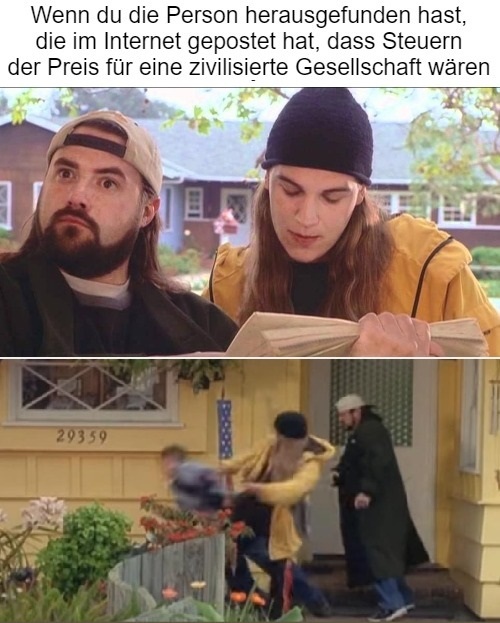 Wenn du die Person herausgefunden hast,
die im Internet gepostet hat, dass Steuern
der Preis für eine zivilisierte Gesellschaft wären
29359